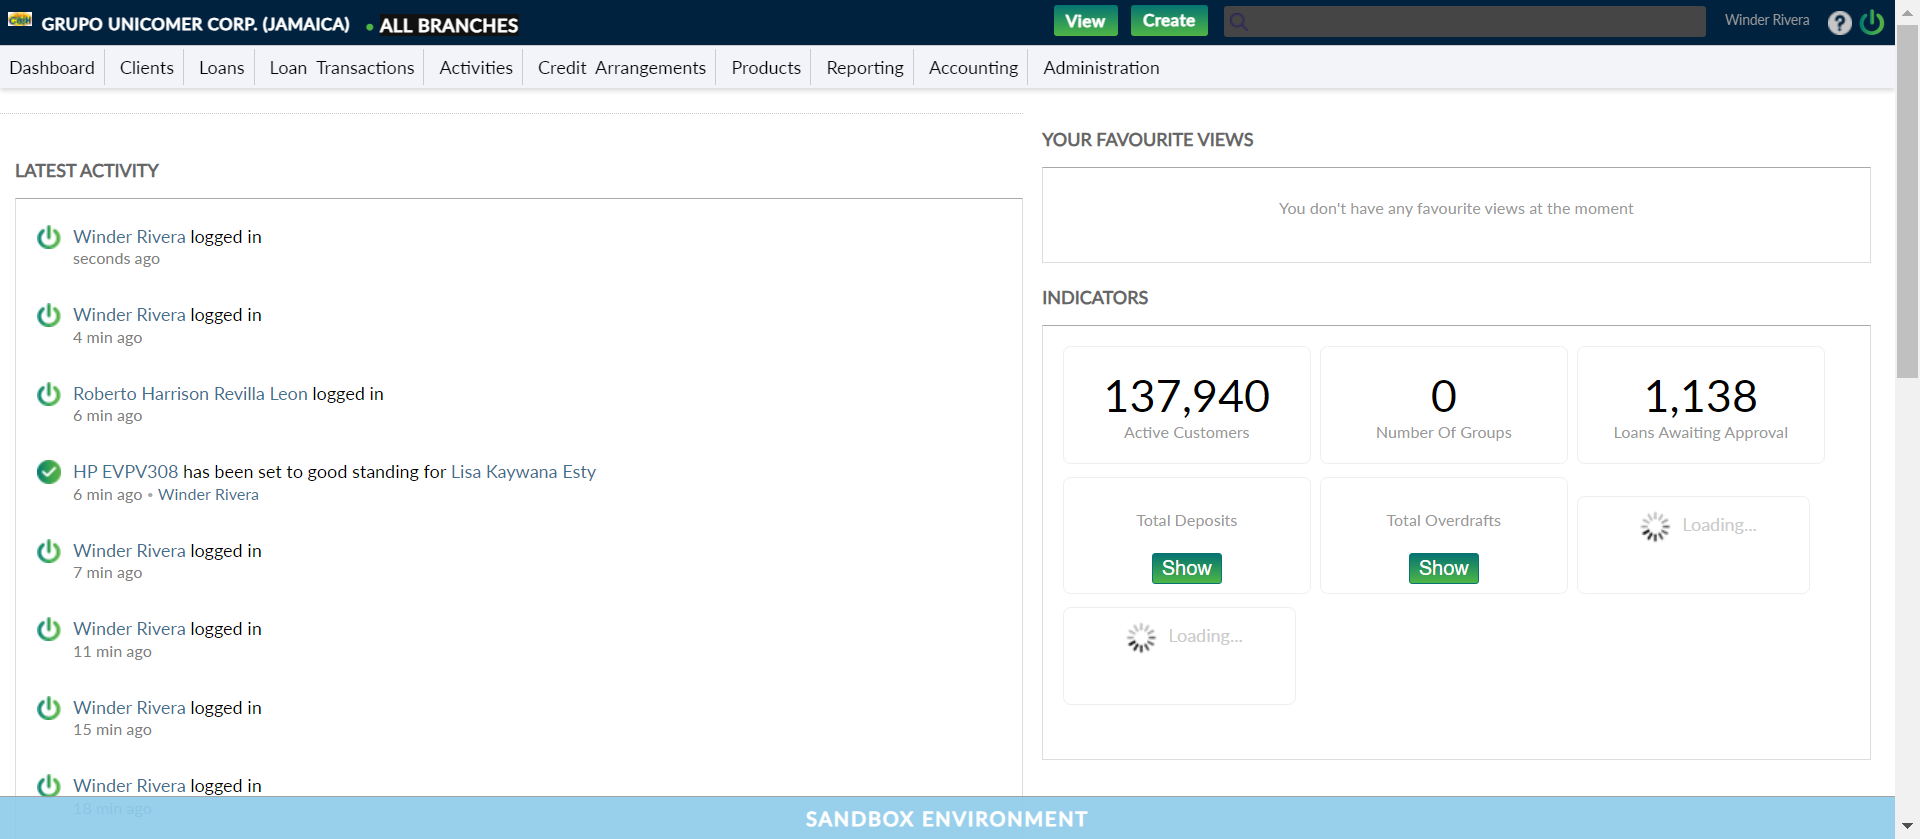 GRUPO UNICOMER CORP. (JAMAICA) • ALL BRANCHES
View Create Winder Rivera ?
Dashboard Clients Loans Loan Transactions Activities Credit Arrangements Products Reporting Accounting Administration
LATEST ACTIVITY
Winder Rivera logged in
seconds ago
Winder Rivera logged in
4 min ago
Roberto Harrison Revilla Leon logged in
6 min ago
HP EVPV308 has been set to good standing for Lisa Kaywana Esty
6 min ago • Winder Rivera
Winder Rivera logged in
7 min ago
Winder Rivera logged in
11 min ago
Winder Rivera logged in
15 min ago
Winder Rivera logged in
18 min ago
YOUR FAVOURITE VIEWS
You don't have any favourite views at the moment
INDICATORS
137,940
Active Customers
0
Number Of Groups
1,138
Loans Awaiting Approval
Total Deposits
Show
Total Overdrafts
Show
Loading...
Loading...
SANDBOX ENVIRONMENT